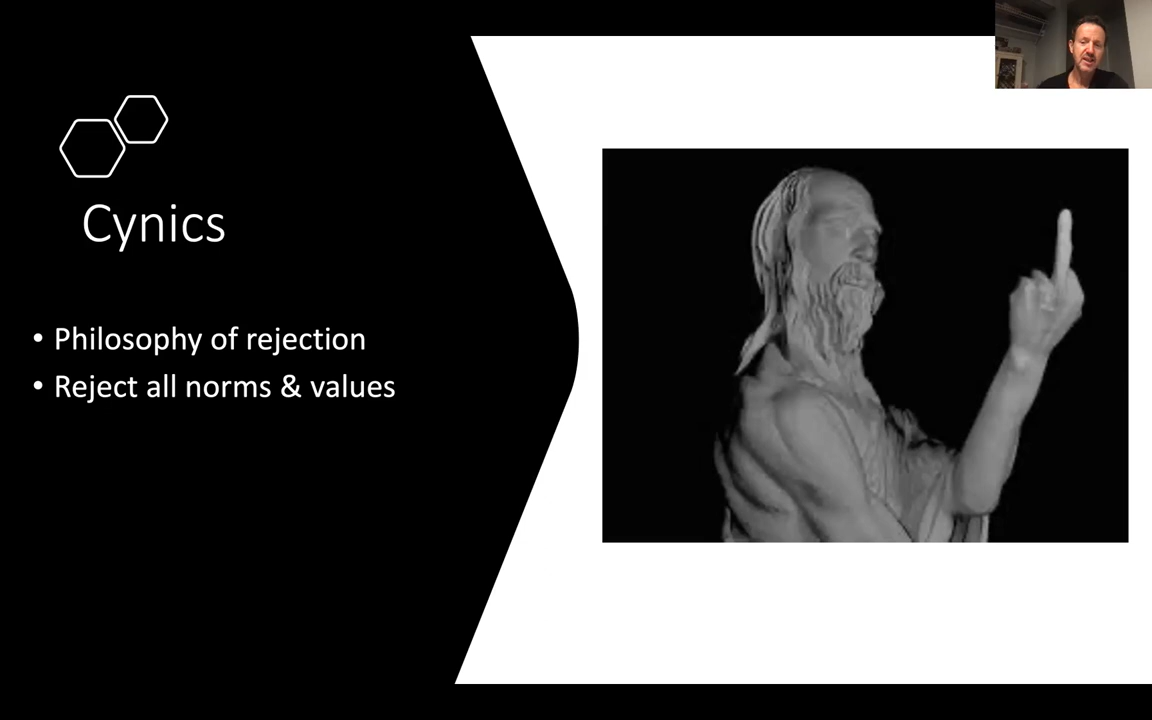 Cynics
• Philosophy of rejection
• Reject all norms & values